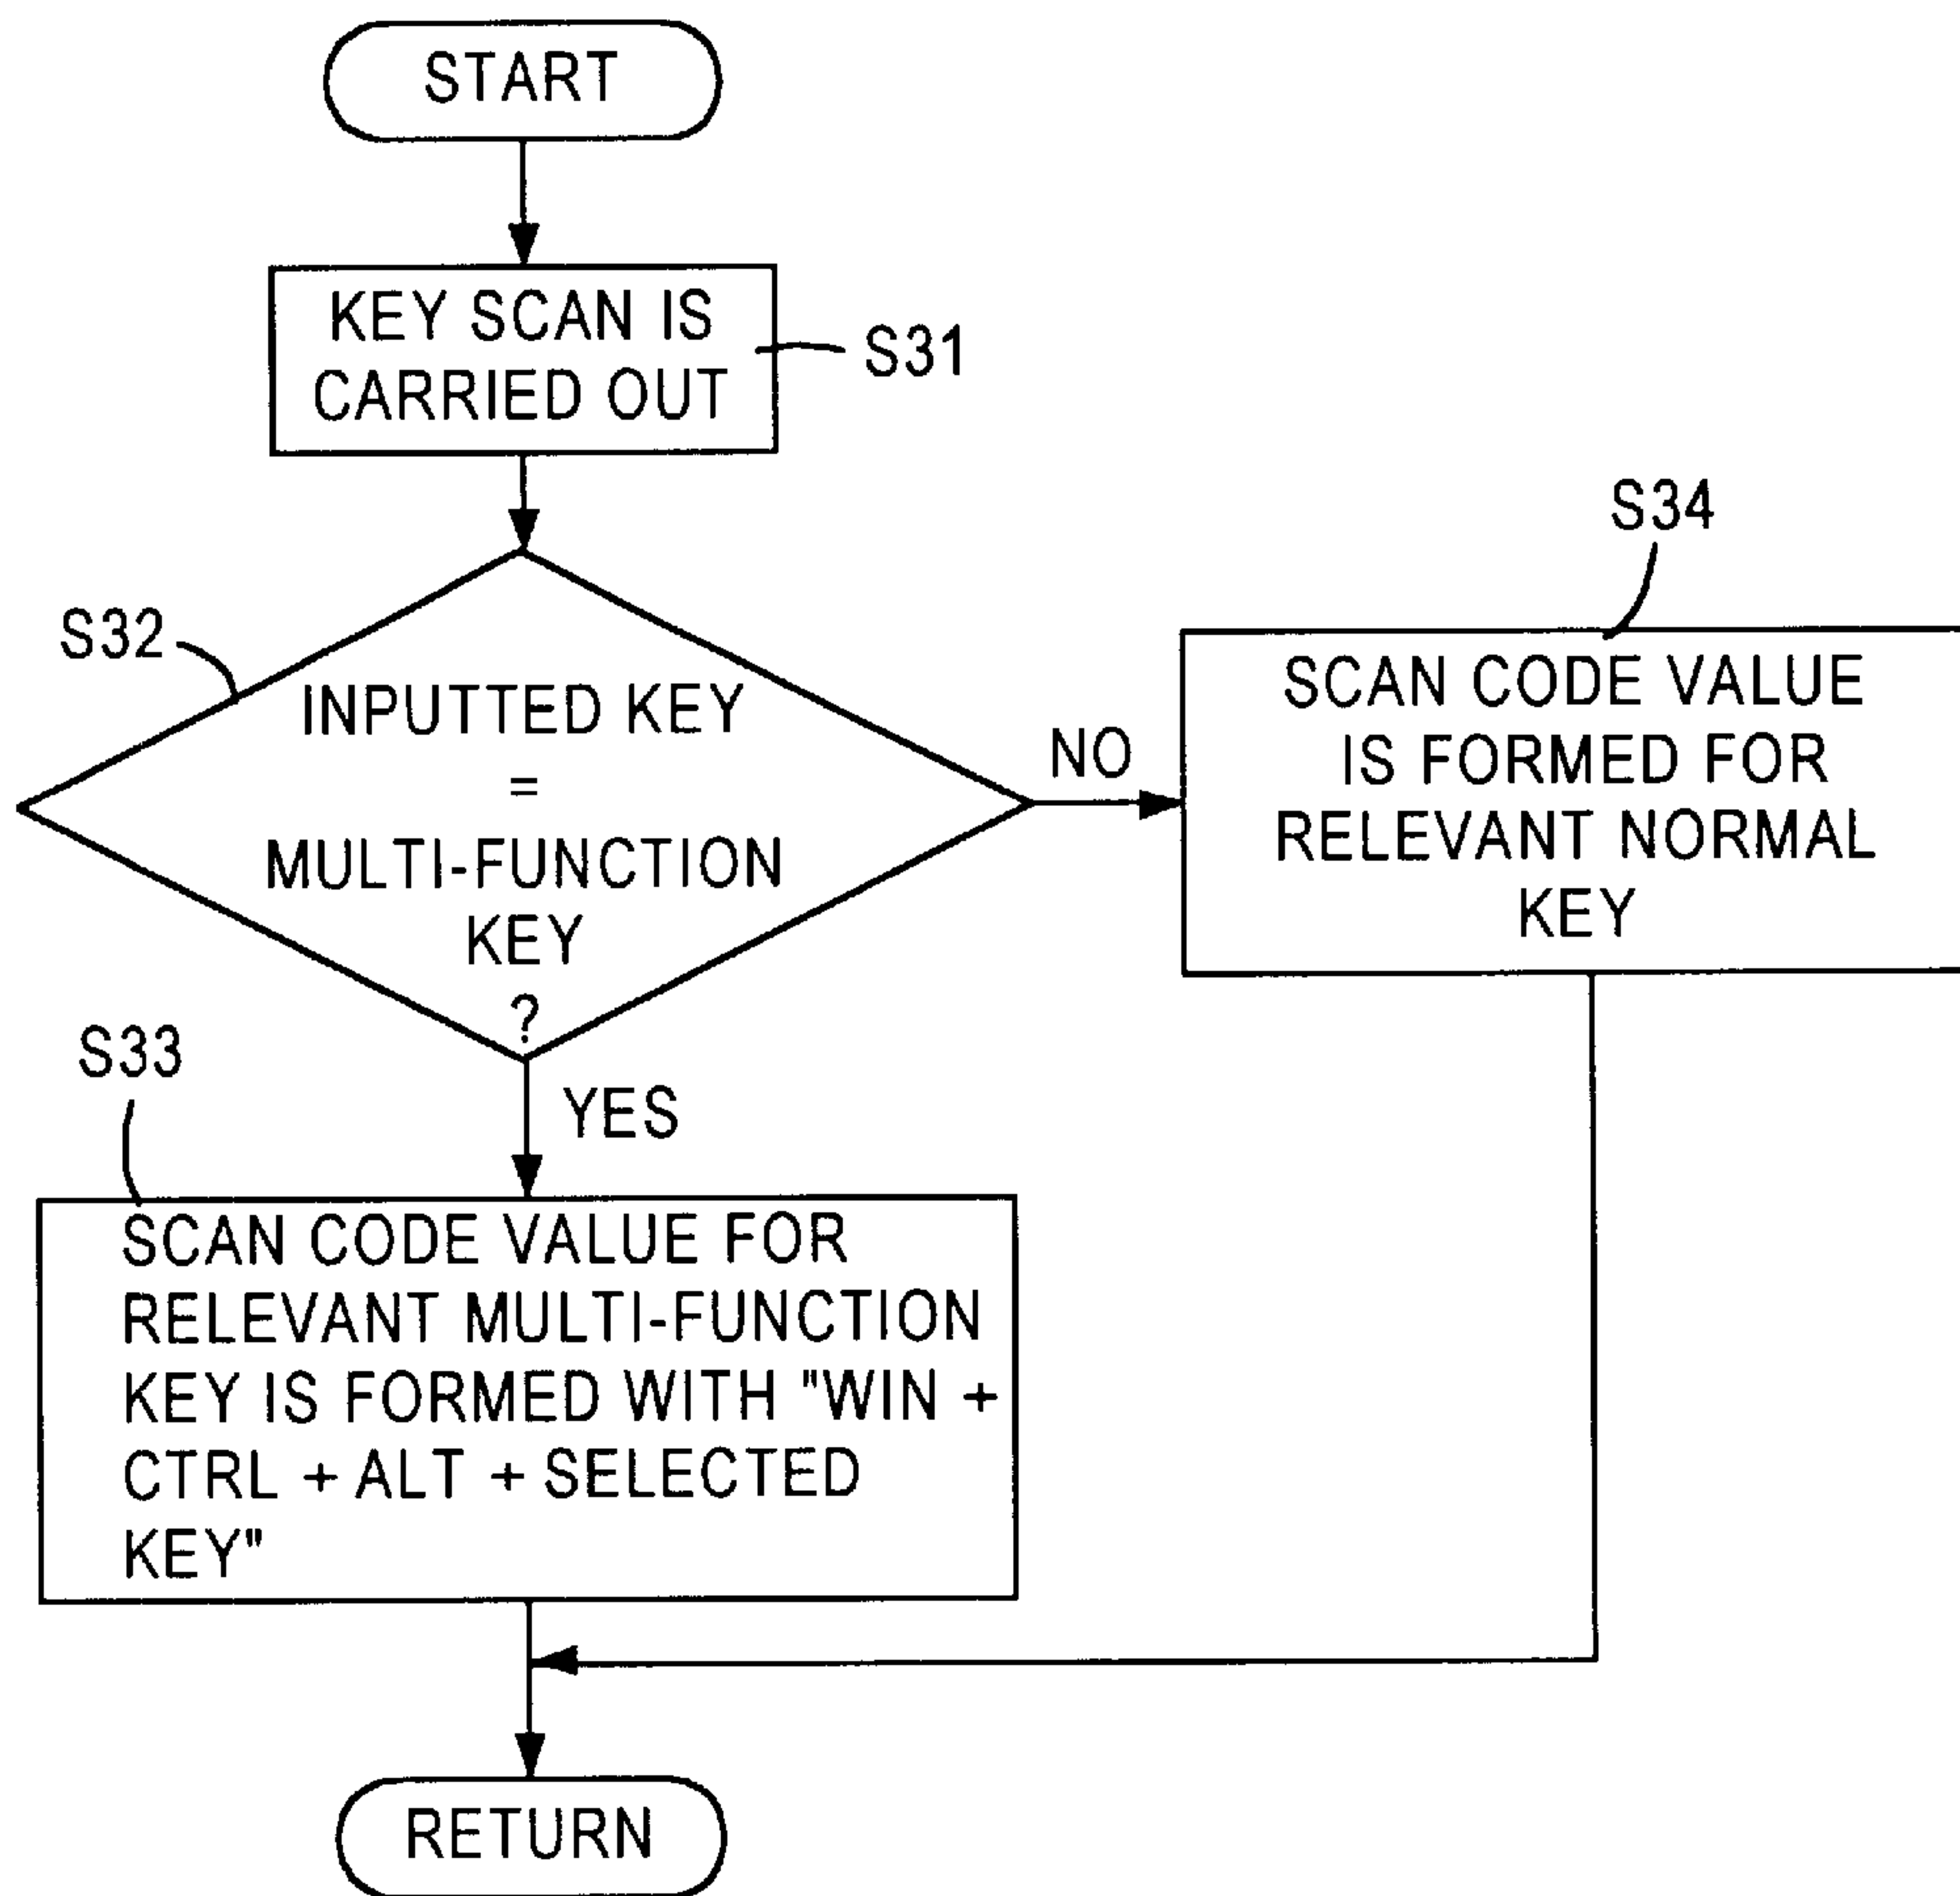 START
KEY SCAN IS
CARRIED OUT
S31
S32
INPUTTED KEY
=
MULTI-FUNCTION
KEY
?
NO
S34
SCAN CODE VALUE
IS FORMED FOR
RELEVANT NORMAL
KEY
YES
S33
SCAN CODE VALUE FOR
RELEVANT MULTI-FUNCTION
KEY IS FORMED WITH "WIN +
CTRL + ALT + SELECTED
KEY"
RETURN